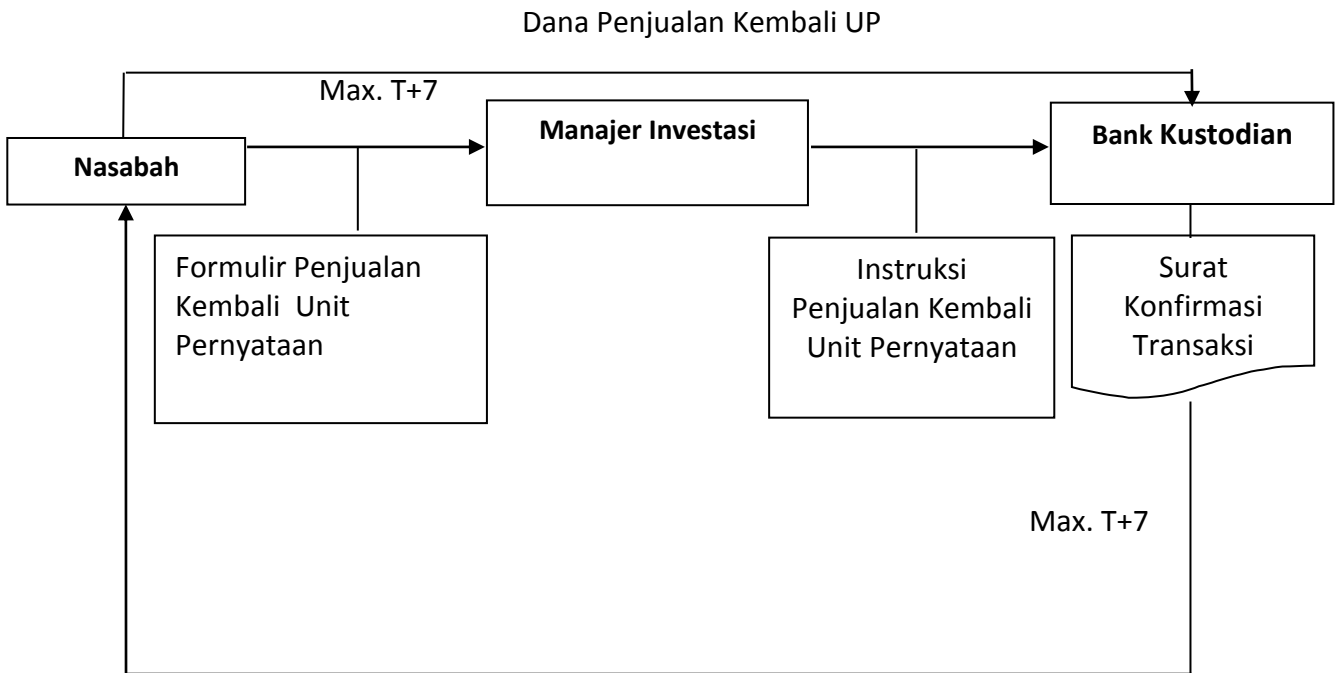 Dana Penjualan Kembali UP
Max. T+7
Nasabah
Manajer Investasi
Bank Kustodian
Formulir Penjualan
Kembali Unit
Pernyataan
Instruksi
Penjualan Kembali
Unit Pernyataan
Surat
Konfirmasi
Transaksi
Max. T+7